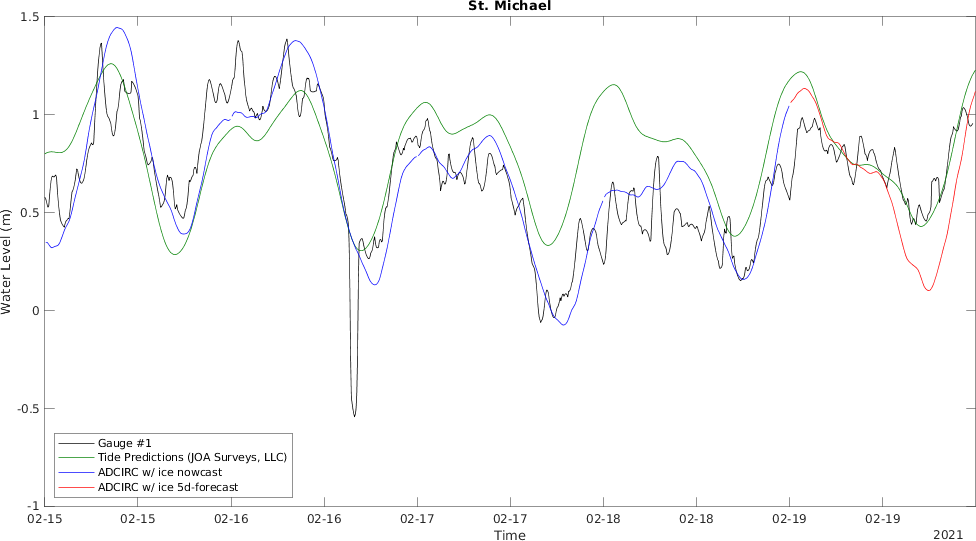 St. Michael
1.5
1
0.5
0
-0.5
-1
Water Level (m)
Gauge #1
Tide Predictions (JOA Surveys, LLC)
ADCIRC w/ ice nowcast
ADCIRC w/ ice 5d-forecast
02-15 02-15 02-16 02-16 02-17 02-17 02-18 02-18 02-19 02-19
Time
2021